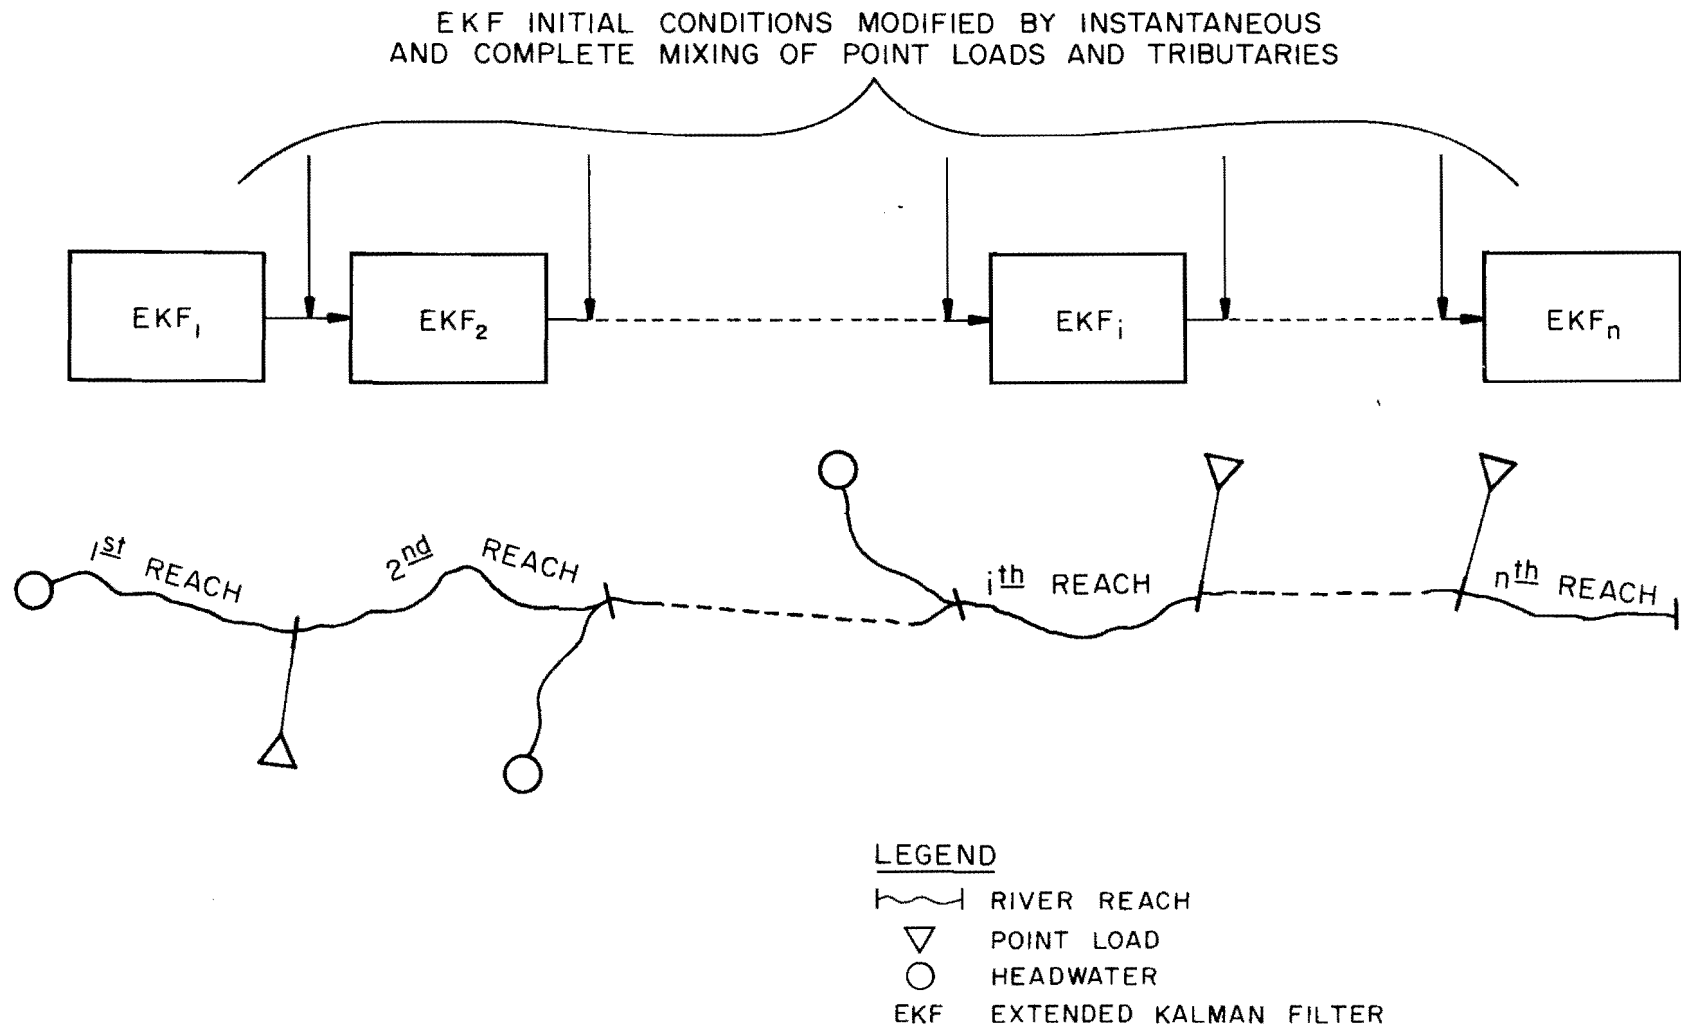 EKF INITIAL CONDITIONS MODIFIED BY INSTANTANEOUS
AND COMPLETE MIXING OF POINT LOADS AND TRIBUTARIES
EKF₁
EKF₂
EKFᵢ
EKFₙ
1st REACH
2nd REACH
ith REACH
nth REACH
LEGEND
RIVER REACH
POINT LOAD
HEADWATER
EKF EXTENDED KALMAN FILTER